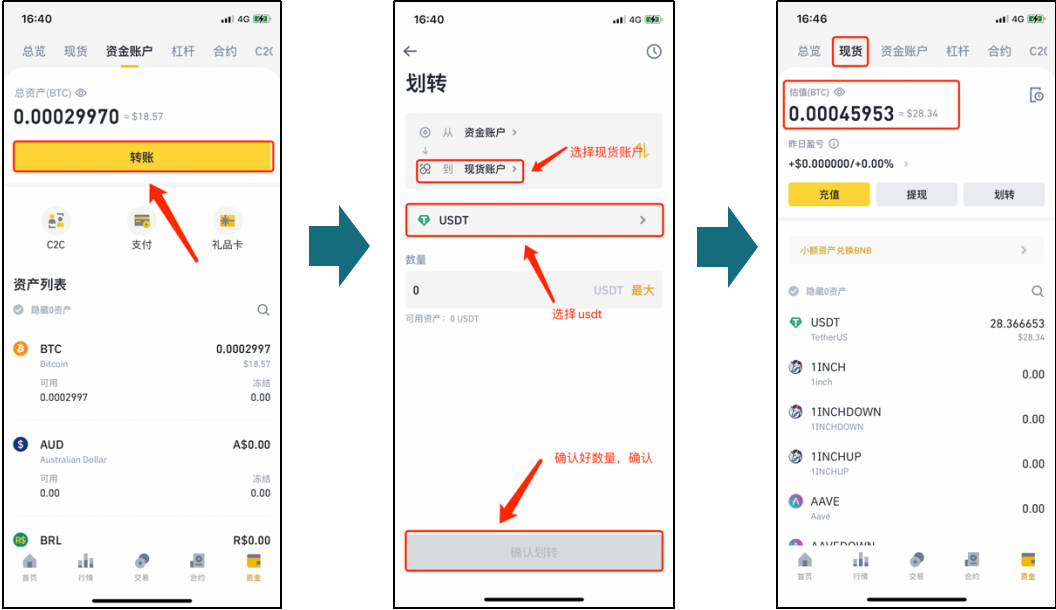 16:40
4G
总览 现货 资金账户 杠杆 合约 C2C
总资产(BTC)
0.00029970 ≈ $18.57
转账
C2C 支付 礼品卡
资产列表
隐藏0资产
BTC 0.0002997
Bitcoin $18.57
可用 冻结
0.0002997 0.00
AUD A$0.00
Australian Dollar
可用 冻结
0.00 0.00
BRL R$0.00
首页 行情 交易 合约 资金
16:40
4G
划转
从 资金账户
到 现货账户
选择现货账户
USDT
数量
0 USDT 最大
可用资产：0 USDT
选择usdt
确认好数量，确认
确认划转
16:46
4G
总览 现货 资金账户 杠杆 合约 C2C
估值(BTC)
0.00045953 ≈ $28.34
昨日盈亏
+$0.000000/+0.00%
充值 提现 划转
小额资产兑换BNB
隐藏0资产
USDT 28.366653
TetherUS $28.34
1INCH 0.00
1inch
1INCHDOWN 0.00
1INCHDOWN
1INCHUP 0.00
1INCHUP
AAVE 0.00
Aave
AAVEDOWN
首页 行情 交易 合约 资金